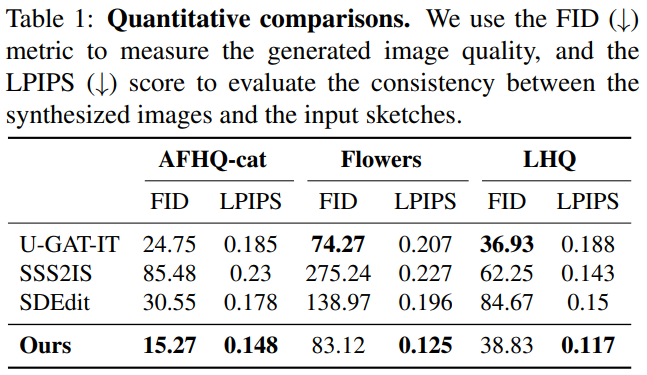 Table 1: Quantitative comparisons. We use the FID (↓)
metric to measure the generated image quality, and the
LPIPS (↓) score to evaluate the consistency between the
synthesized images and the input sketches.
AFHQ-cat Flowers LHQ
FID LPIPS FID LPIPS FID LPIPS
U-GAT-IT 24.75 0.185 74.27 0.207 36.93 0.188
SSS2IS 85.48 0.23 275.24 0.227 62.25 0.143
SDEdit 30.55 0.178 138.97 0.196 84.67 0.15
Ours 15.27 0.148 83.12 0.125 38.83 0.117